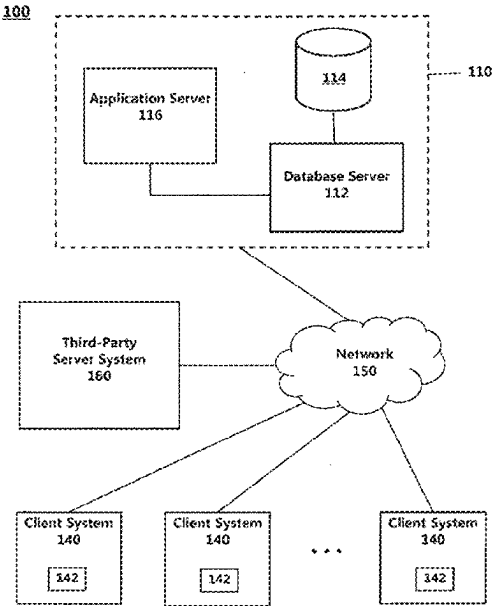 100
114
110
Application Server
116
Database Server
112
Third-Party
Server System
160
Network
150
Client System
140
142
Client System
140
142
...
Client System
140
142